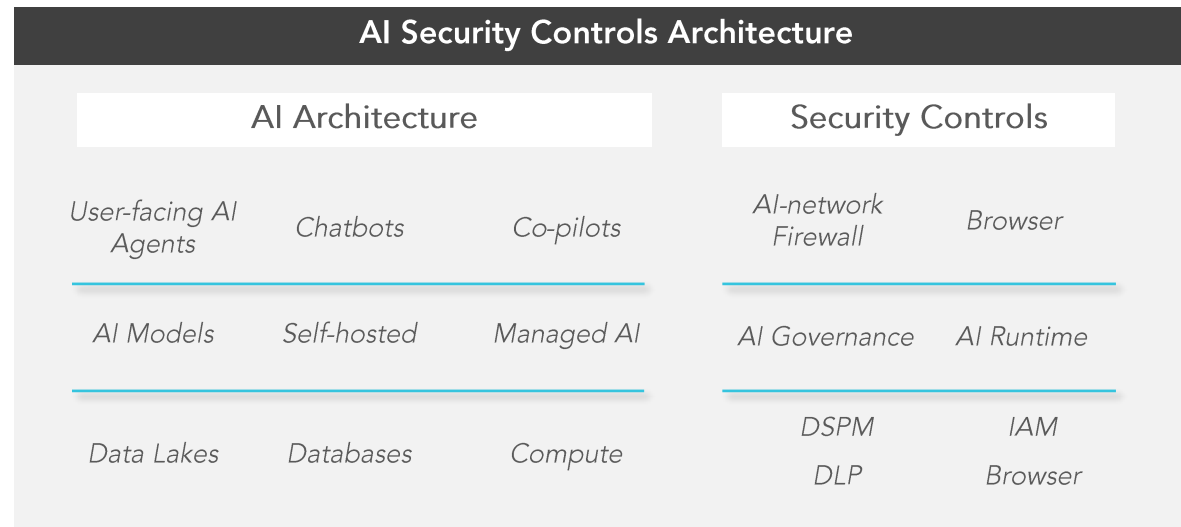 AI Security Controls Architecture
AI Architecture
Security Controls
User-facing AI
Agents
Chatbots
Co-pilots
AI-network
Firewall
Browser
AI Models
Self-hosted
Managed AI
AI Governance
AI Runtime
Data Lakes
Databases
Compute
DSPM
IAM
DLP
Browser